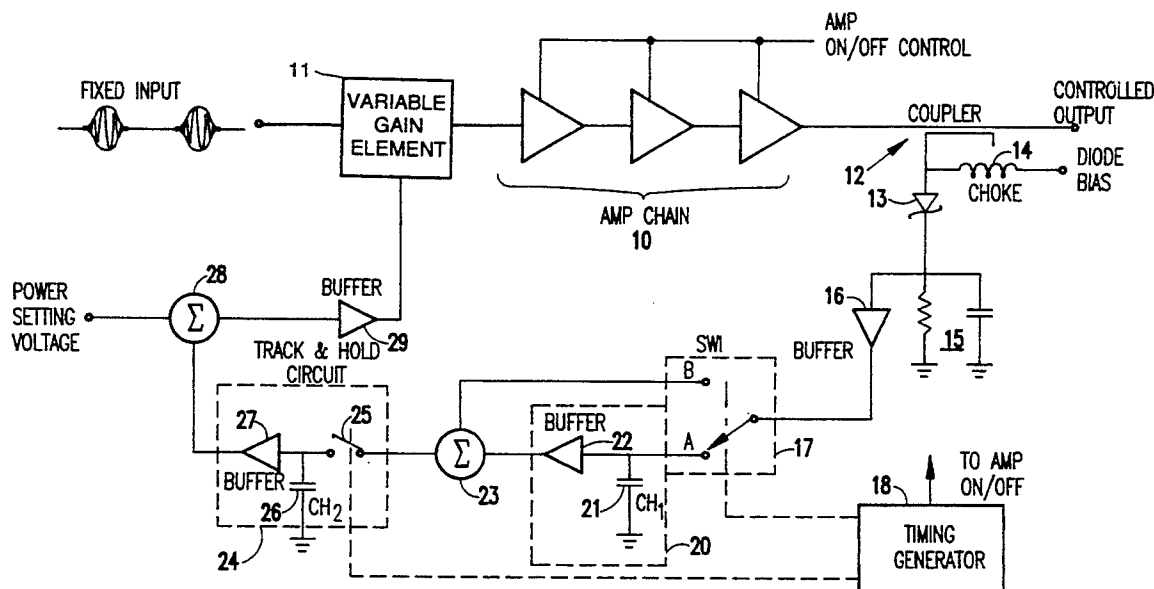 AMP
ON/OFF CONTROL
11
FIXED INPUT
VARIABLE
GAIN
ELEMENT
CONTROLLED
OUTPUT
COUPLER
12
14
CHOKE
DIODE
BIAS
13
AMP CHAIN
10
28
POWER
SETTING
VOLTAGE
Σ
BUFFER
29
16
BUFFER
15
TRACK & HOLD
CIRCUIT
SW1
B
A
17
27
BUFFER
25
26
CH2
24
Σ
23
BUFFER
22
21
CH1
20
18
TO AMP
ON/OFF
TIMING
GENERATOR